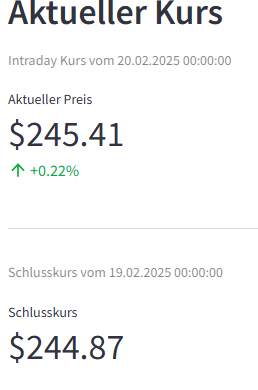 Aktueller Kurs
Intraday Kurs vom 20.02.2025 00:00:00
Aktueller Preis
$245.41
↑ +0.22%
Schlusskurs vom 19.02.2025 00:00:00
Schlusskurs
$244.87